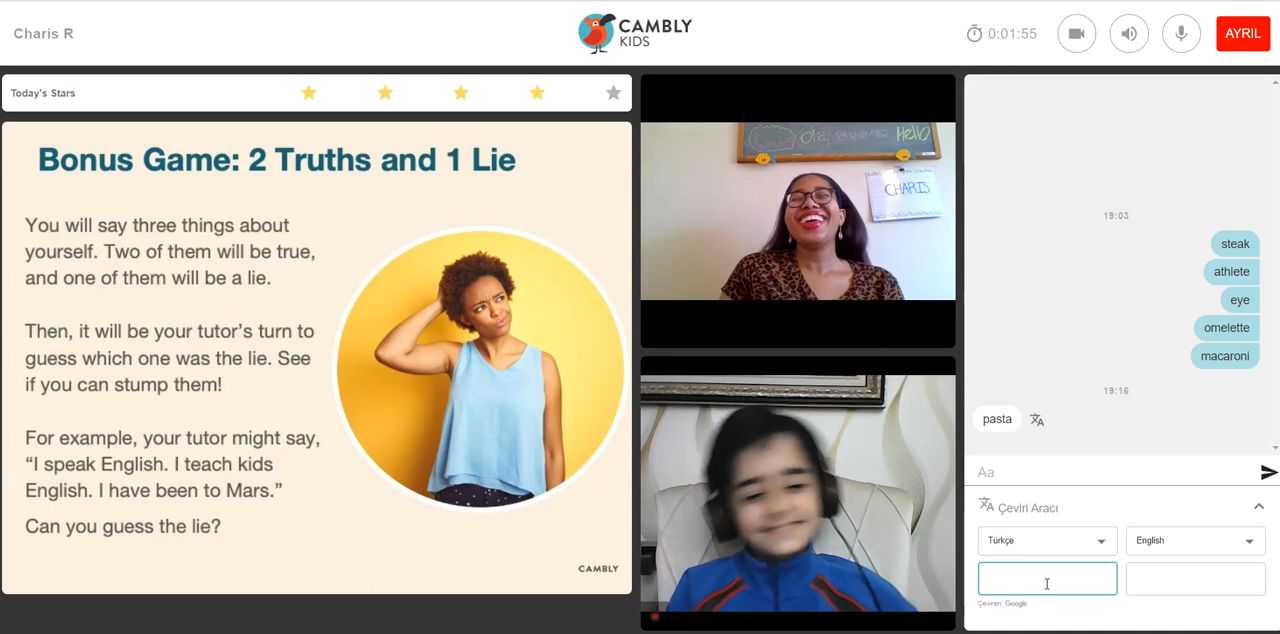 Charis R
CAMBLY
KIDS
0:01:55
AYRIL
Today's Stars
Bonus Game: 2 Truths and 1 Lie
You will say three things about
yourself. Two of them will be true,
and one of them will be a lie.
Then, it will be your tutor’s turn to
guess which one was the lie. See
if you can stump them!
For example, your tutor might say,
“I speak English. I teach kids
English. I have been to Mars.”
Can you guess the lie?
CAMBLY
Hello
CHARIS
19:03
steak
athlete
eye
omelette
macaroni
19:16
pasta
Aa
Çeviri Aracı
Türkçe
English
Çeviren: Google